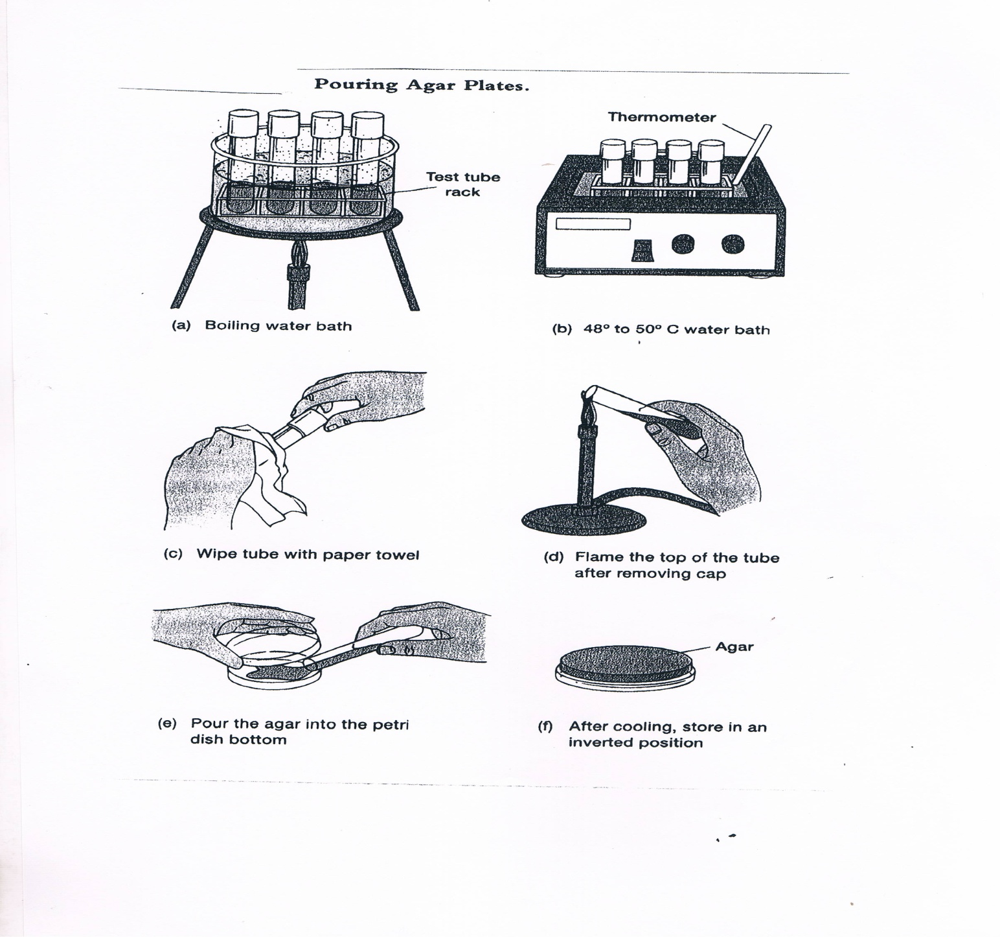 Pouring Agar Plates.
Thermometer
Test tube
rack
(a) Boiling water bath
(b) 48º to 50º C water bath
(c) Wipe tube with paper towel
(d) Flame the top of the tube
after removing cap
Agar
(e) Pour the agar into the petri
dish bottom
(f) After cooling, store in an
inverted position